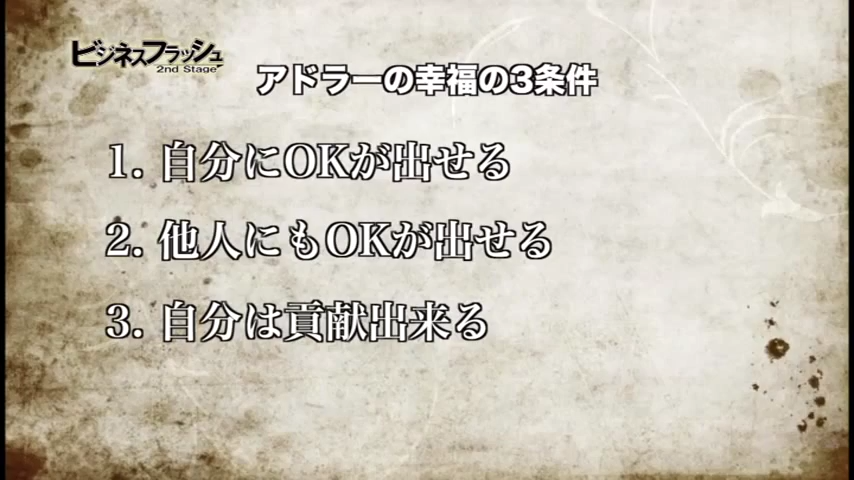 ビジネスフラッシュ
2nd Stage
アドラーの幸福の3条件
1. 自分にOKが出せる
2. 他人にもOKが出せる
3. 自分は貢献出来る